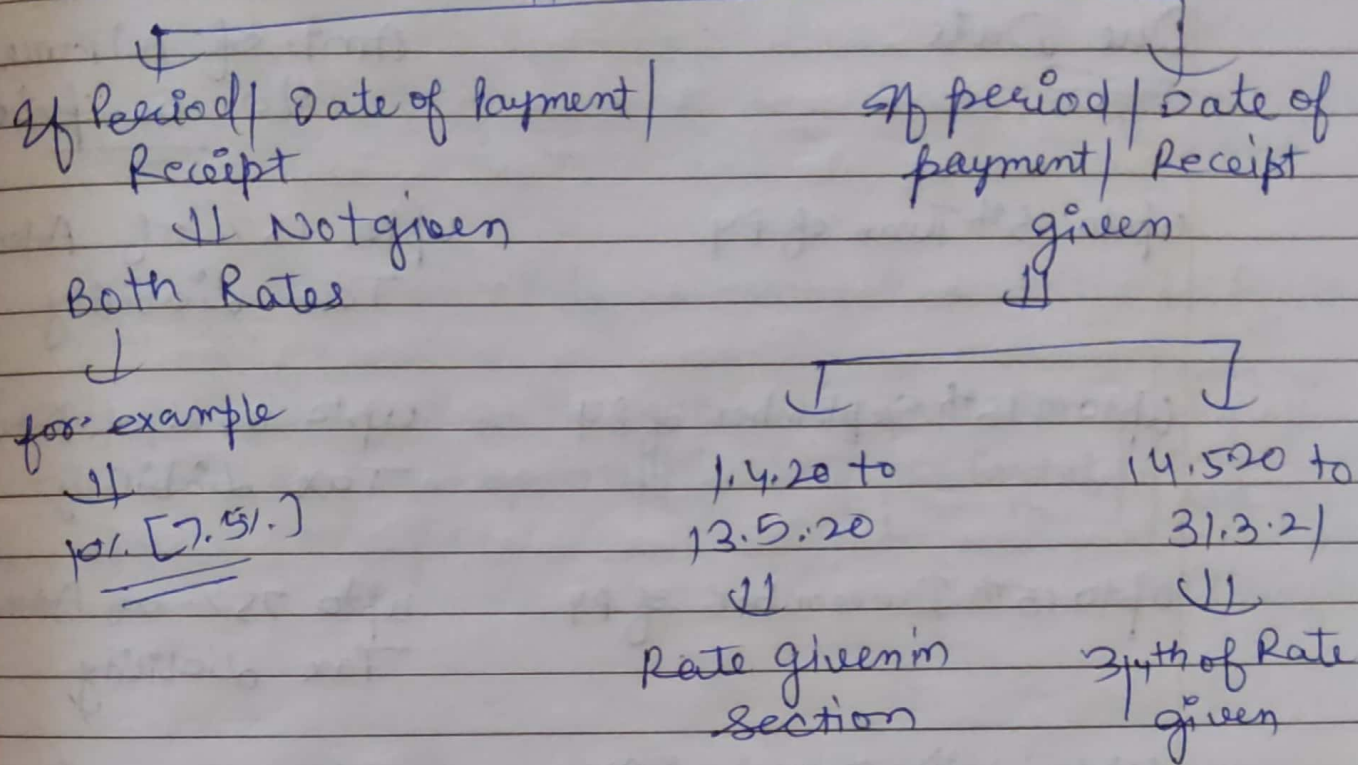 If Period/ Date of Payment/
Receipt
Not given
Both Rates
for example
10%. [7.5%.]
If period/ Date of
payment/ Receipt
given
1.4.20 to
13.5.20
Rate given in
section
14.5.20 to
31.3.21
3/4th of Rate
given